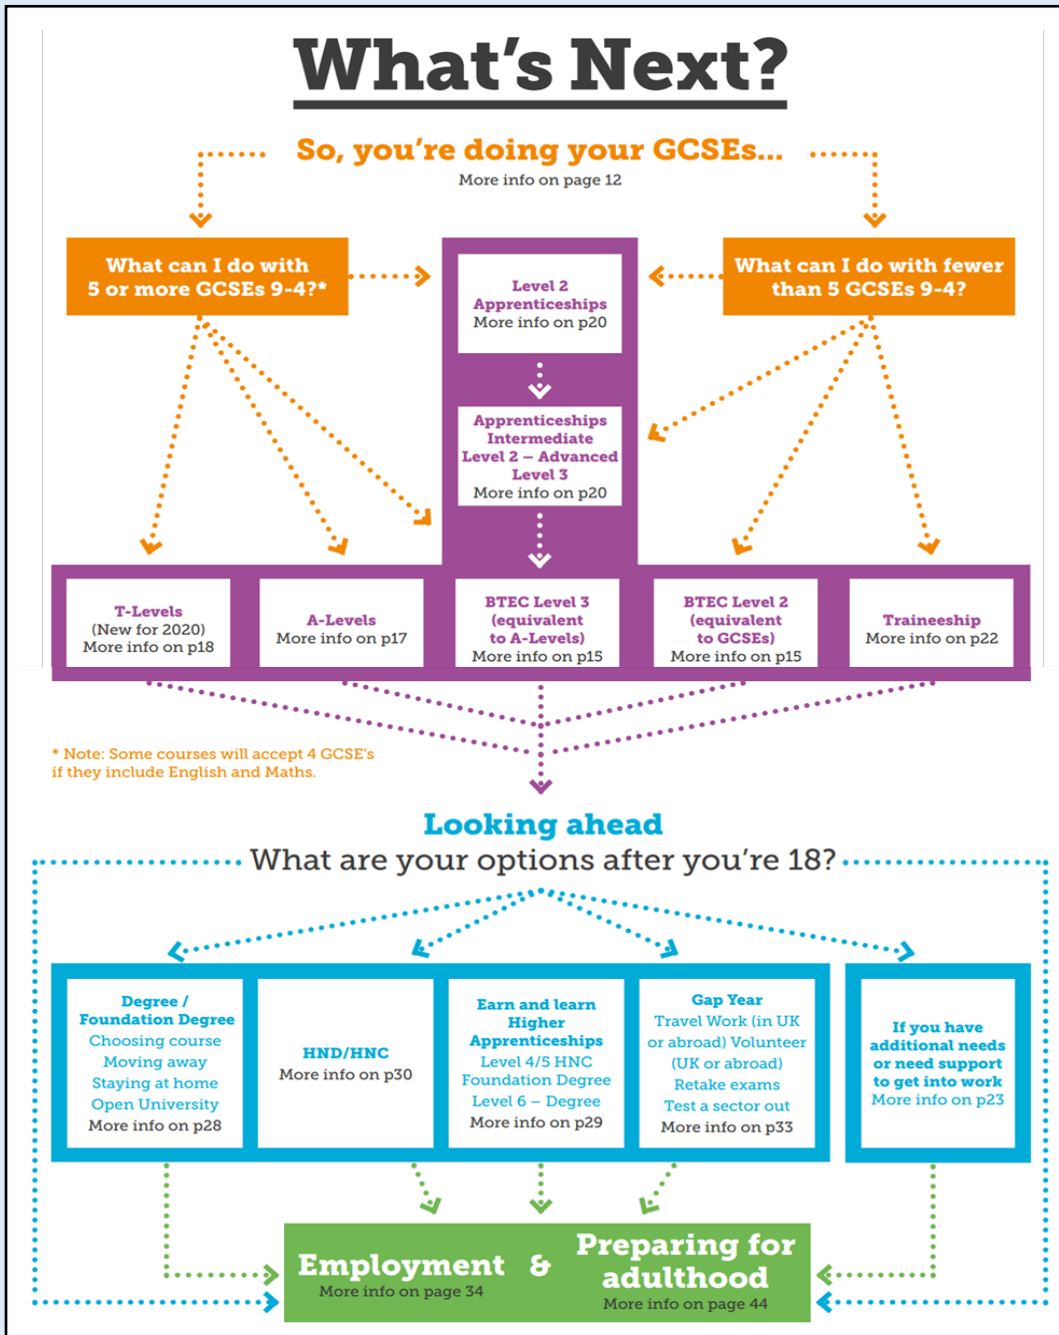 What's Next?
So, you're doing your GCSEs...
More info on page 12
What can I do with
5 or more GCSEs 9-4?*
Level 2
Apprenticeships
More info on p20
What can I do with fewer
than 5 GCSEs 9-4?
Apprenticeships
Intermediate
Level 2 – Advanced
Level 3
More info on p20
T-Levels
(New for 2020)
More info on p18
A-Levels
More info on p17
BTEC Level 3
(equivalent
to A-Levels)
More info on p15
BTEC Level 2
(equivalent
to GCSEs)
More info on p15
Traineeship
More info on p22
* Note: Some courses will accept 4 GCSE's
if they include English and Maths.
Looking ahead
What are your options after you're 18?
Degree /
Foundation Degree
Choosing course
Moving away
Staying at home
Open University
More info on p28
HND/HNC
More info on p30
Earn and learn
Higher
Apprenticeships
Level 4/5 HNC
Foundation Degree
Level 6 – Degree
More info on p29
Gap Year
Travel Work (in UK
or abroad) Volunteer
(UK or abroad)
Retake exams
Test a sector out
More info on p33
If you have
additional needs
or need support
to get into work
More info on p23
Employment
More info on page 34
&
Preparing for
adulthood
More info on page 44